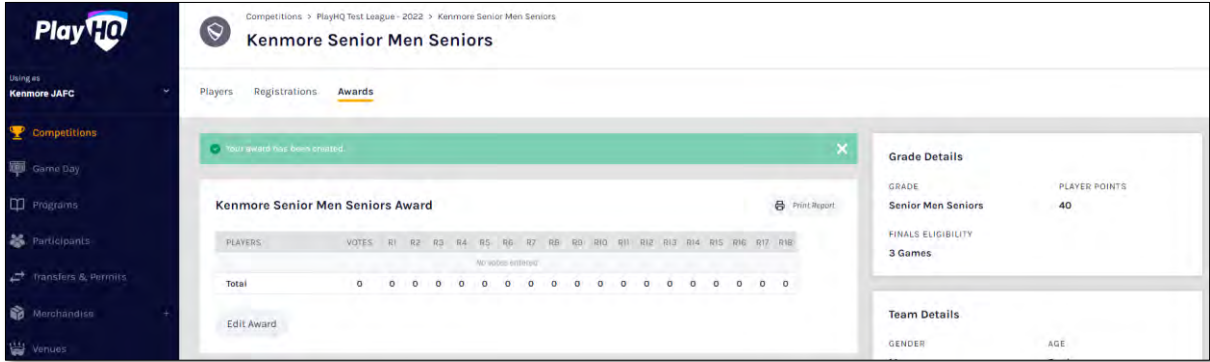 PlayHQ
Using as
Kenmore JAFC
Competitions
Game Day
Programs
Participants
Transfers & Permits
Merchandise +
Venues
Competitions > PlayHQ Test League - 2022 > Kenmore Senior Men Seniors
Kenmore Senior Men Seniors
Players Registrations Awards
Your award has been created.
Kenmore Senior Men Seniors Award
Print Report
PLAYERS VOTES R1 R2 R3 R4 R5 R6 R7 R8 R9 R10 R11 R12 R13 R14 R15 R16 R17 R18
No votes entered
Total 0 0 0 0 0 0 0 0 0 0 0 0 0 0 0 0 0 0 0
Edit Award
Grade Details
GRADE PLAYER POINTS
Senior Men Seniors 40
FINALS ELIGIBILITY
3 Games
Team Details
GENDER AGE